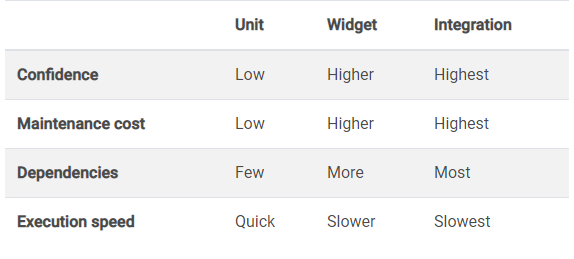 Unit Widget Integration
Confidence Low Higher Highest
Maintenance cost Low Higher Highest
Dependencies Few More Most
Execution speed Quick Slower Slowest